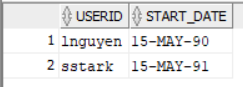 USERID START_DATE
1 lnguyen 15-MAY-90
2 sstark 15-MAY-91